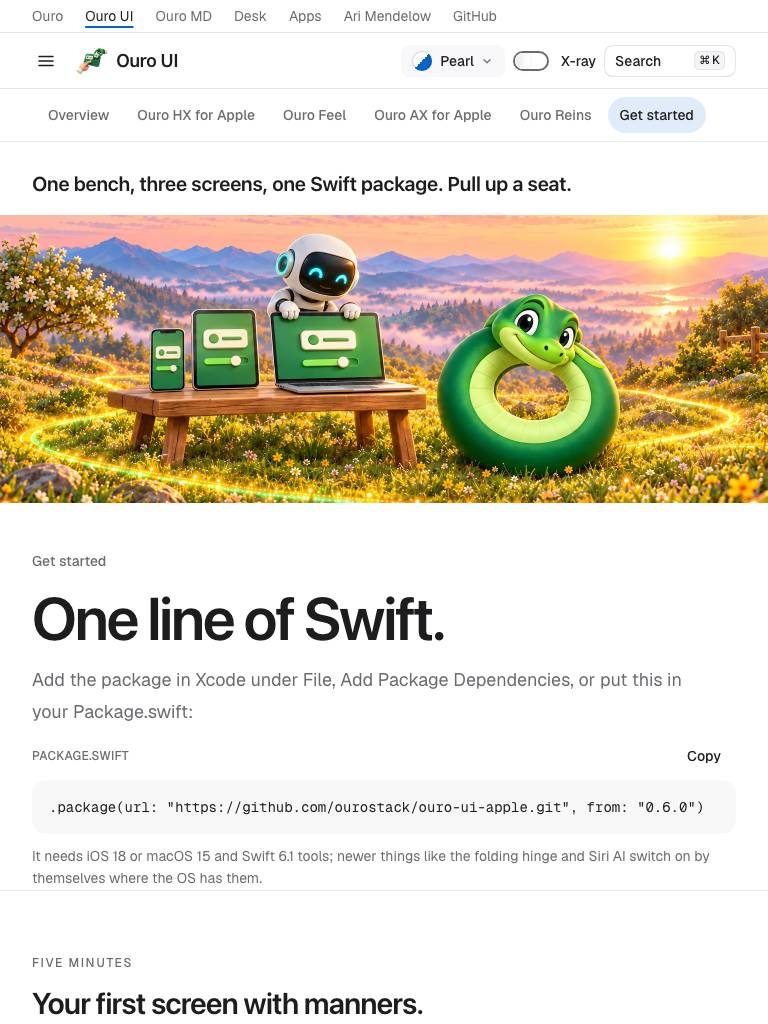 Ouro Ouro UI Ouro MD Desk Apps Ari Mendelow GitHub
Ouro UI Pearl X-ray Search ⌘ K
Overview Ouro HX for Apple Ouro Feel Ouro AX for Apple Ouro Reins Get started
One bench, three screens, one Swift package. Pull up a seat.
Get started
One line of Swift.
Add the package in Xcode under File, Add Package Dependencies, or put this in
your Package.swift:
PACKAGE.SWIFT Copy
.package(url: "https://github.com/ourostack/ouro-ui-apple.git", from: "0.6.0")
It needs iOS 18 or macOS 15 and Swift 6.1 tools; newer things like the folding hinge and Siri AI switch on by
themselves where the OS has them.
FIVE MINUTES
Your first screen with manners.